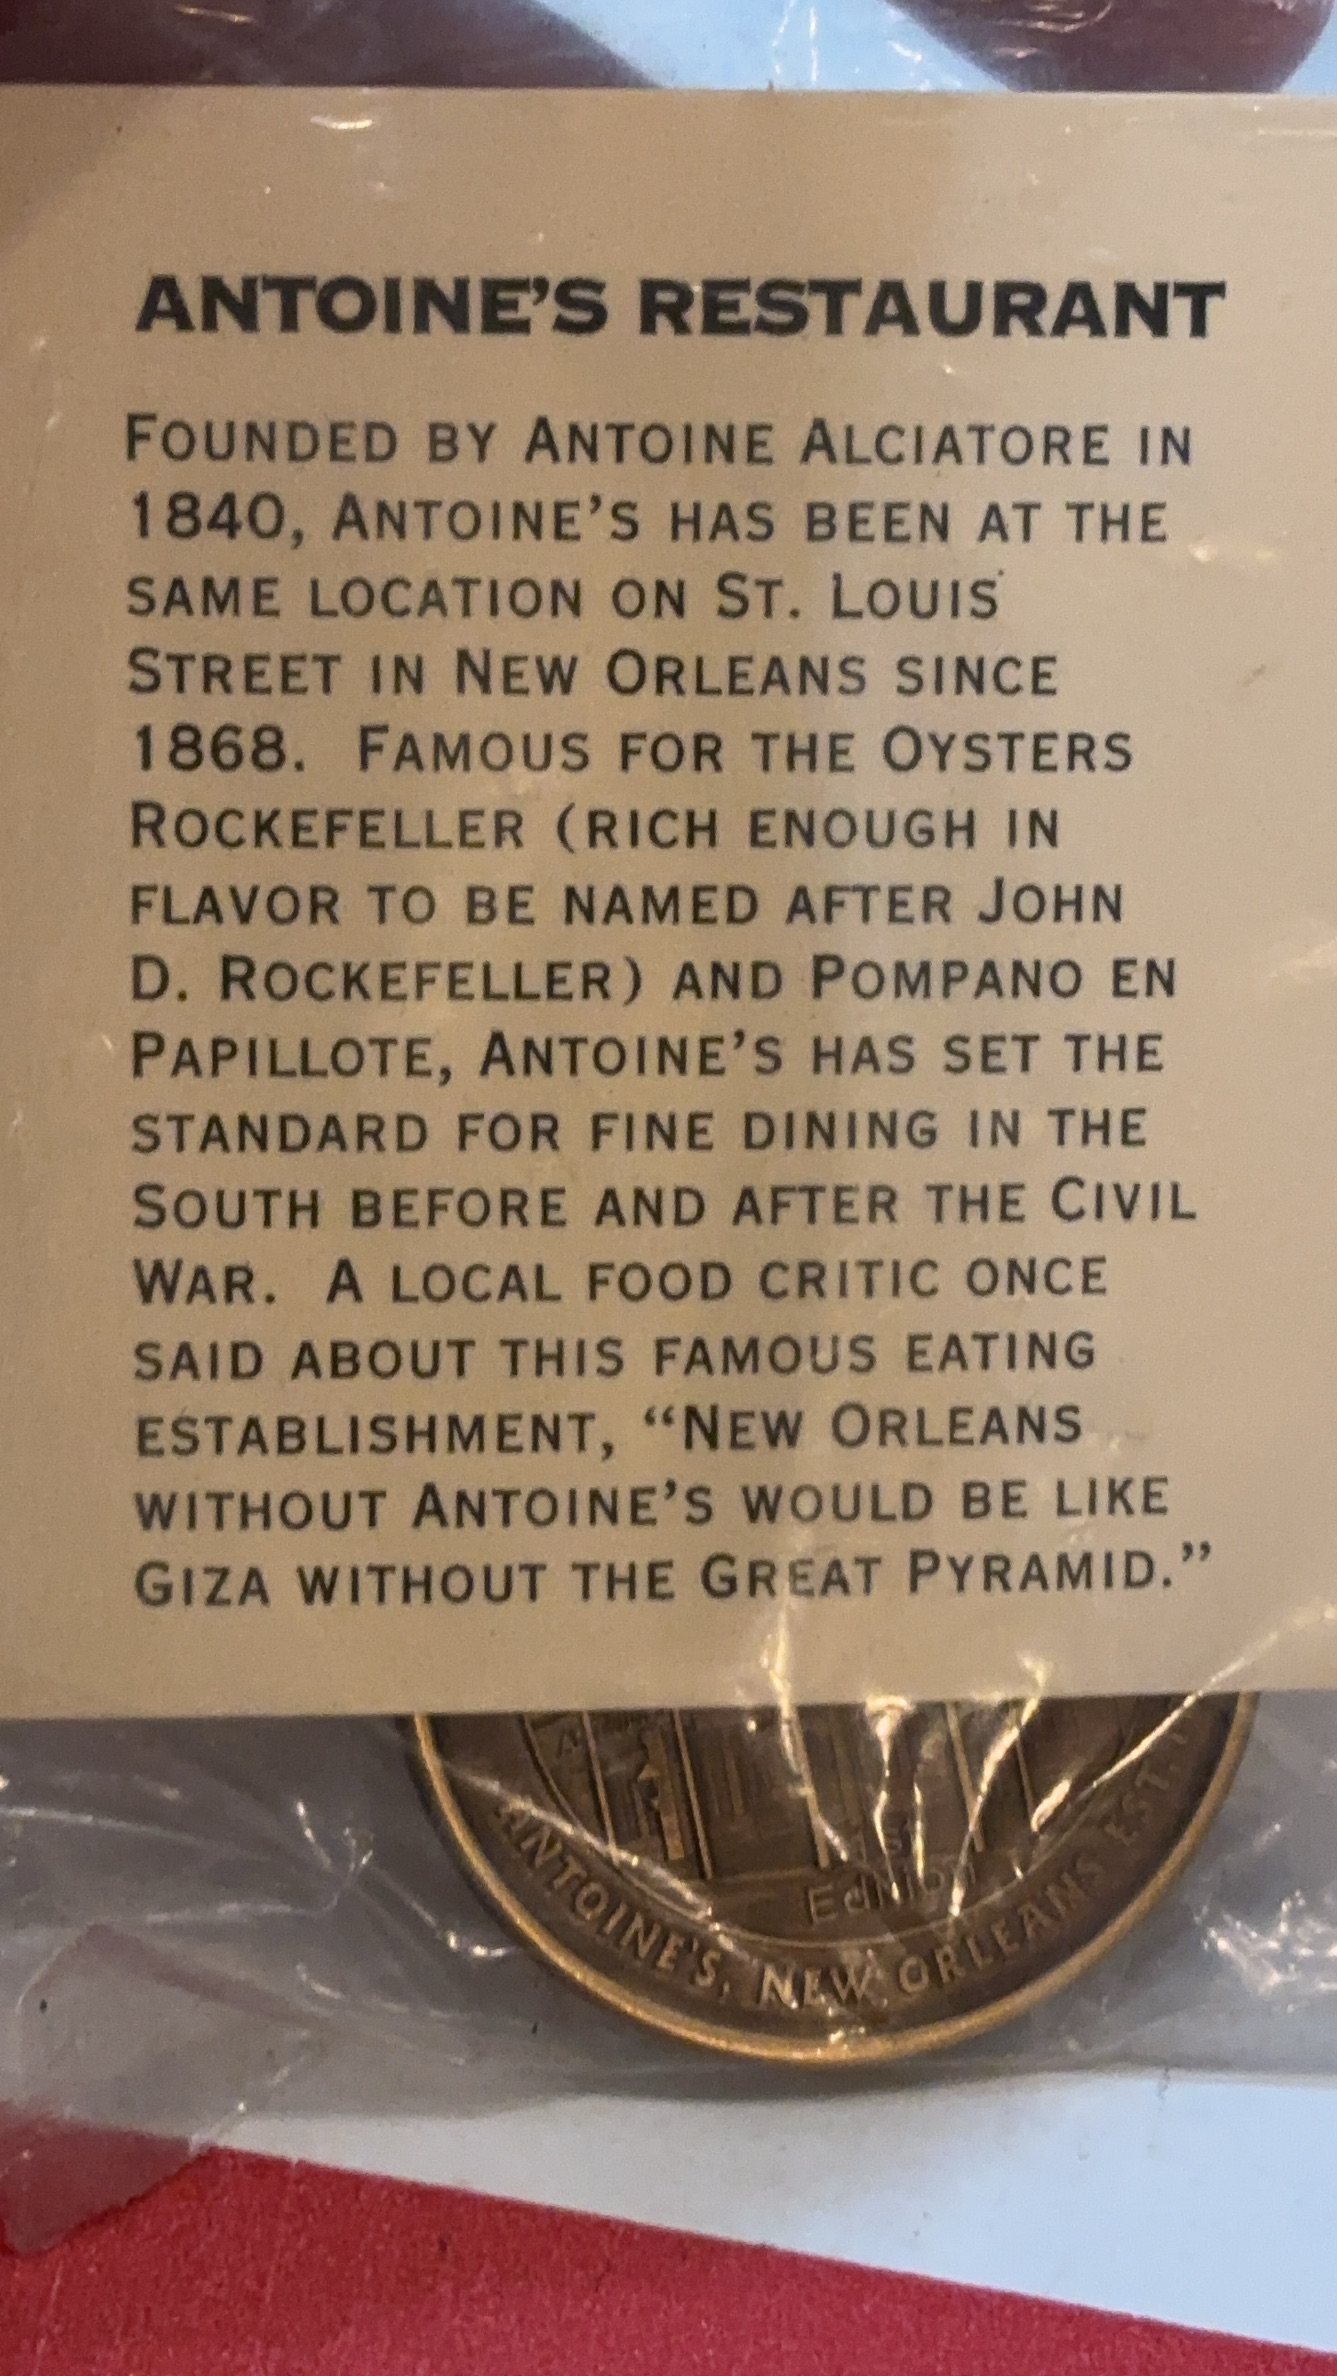 ANTOINE'S RESTAURANT
FOUNDED BY ANTOINE ALCIATORE IN
1840, ANTOINE'S HAS BEEN AT THE
SAME LOCATION ON ST. LOUIS
STREET IN NEW ORLEANS SINCE
1868. FAMOUS FOR THE OYSTERS
ROCKEFELLER (RICH ENOUGH IN
FLAVOR TO BE NAMED AFTER JOHN
D. ROCKEFELLER) AND POMPANO EN
PAPILLOTE, ANTOINE'S HAS SET THE
STANDARD FOR FINE DINING IN THE
SOUTH BEFORE AND AFTER THE CIVIL
WAR. A LOCAL FOOD CRITIC ONCE
SAID ABOUT THIS FAMOUS EATING
ESTABLISHMENT, “NEW ORLEANS
WITHOUT ANTOINE'S WOULD BE LIKE
GIZA WITHOUT THE GREAT PYRAMID.”
ANTOINE'S, NEW ORLEANS EST.